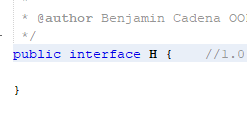 *
* @author Benjamin Cadena
*/
public interface H { //1.0
}